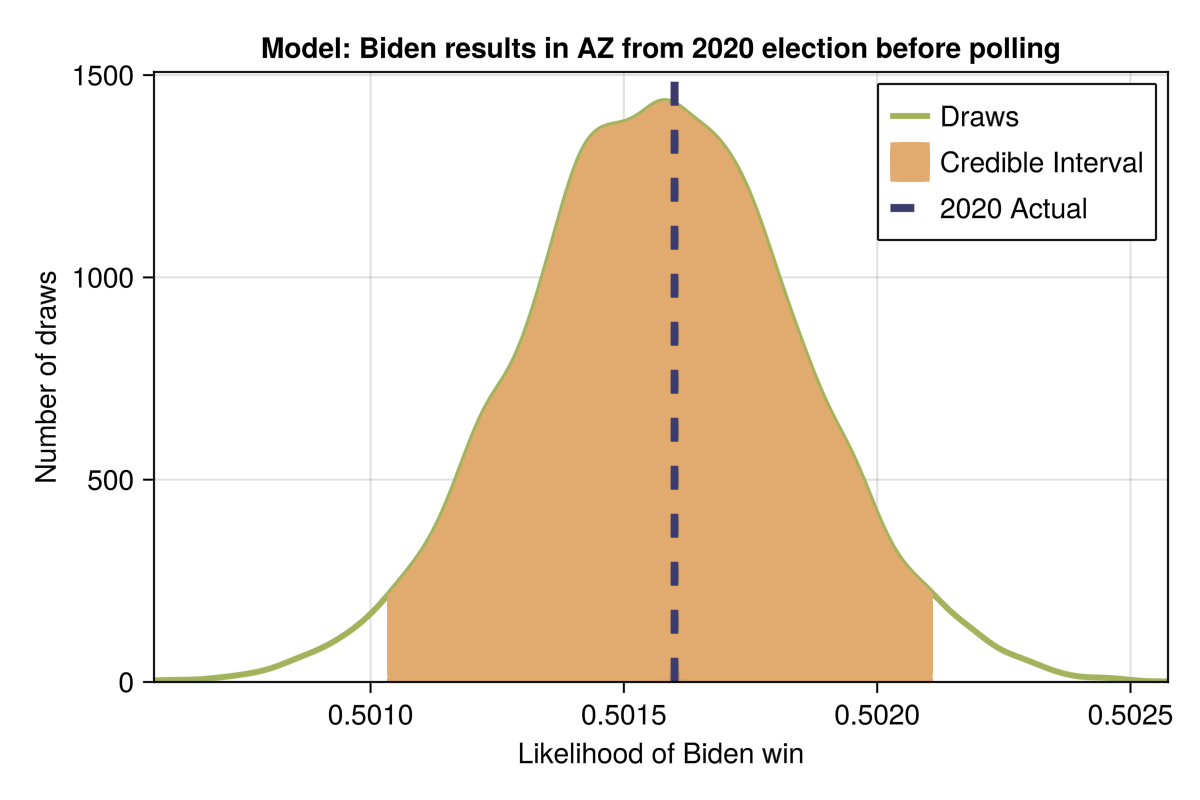 Model: Biden results in AZ from 2020 election before polling
1500
1000
500
0
Number of draws
Draws
Credible Interval
2020 Actual
0.5010
0.5015
0.5020
0.5025
Likelihood of Biden win